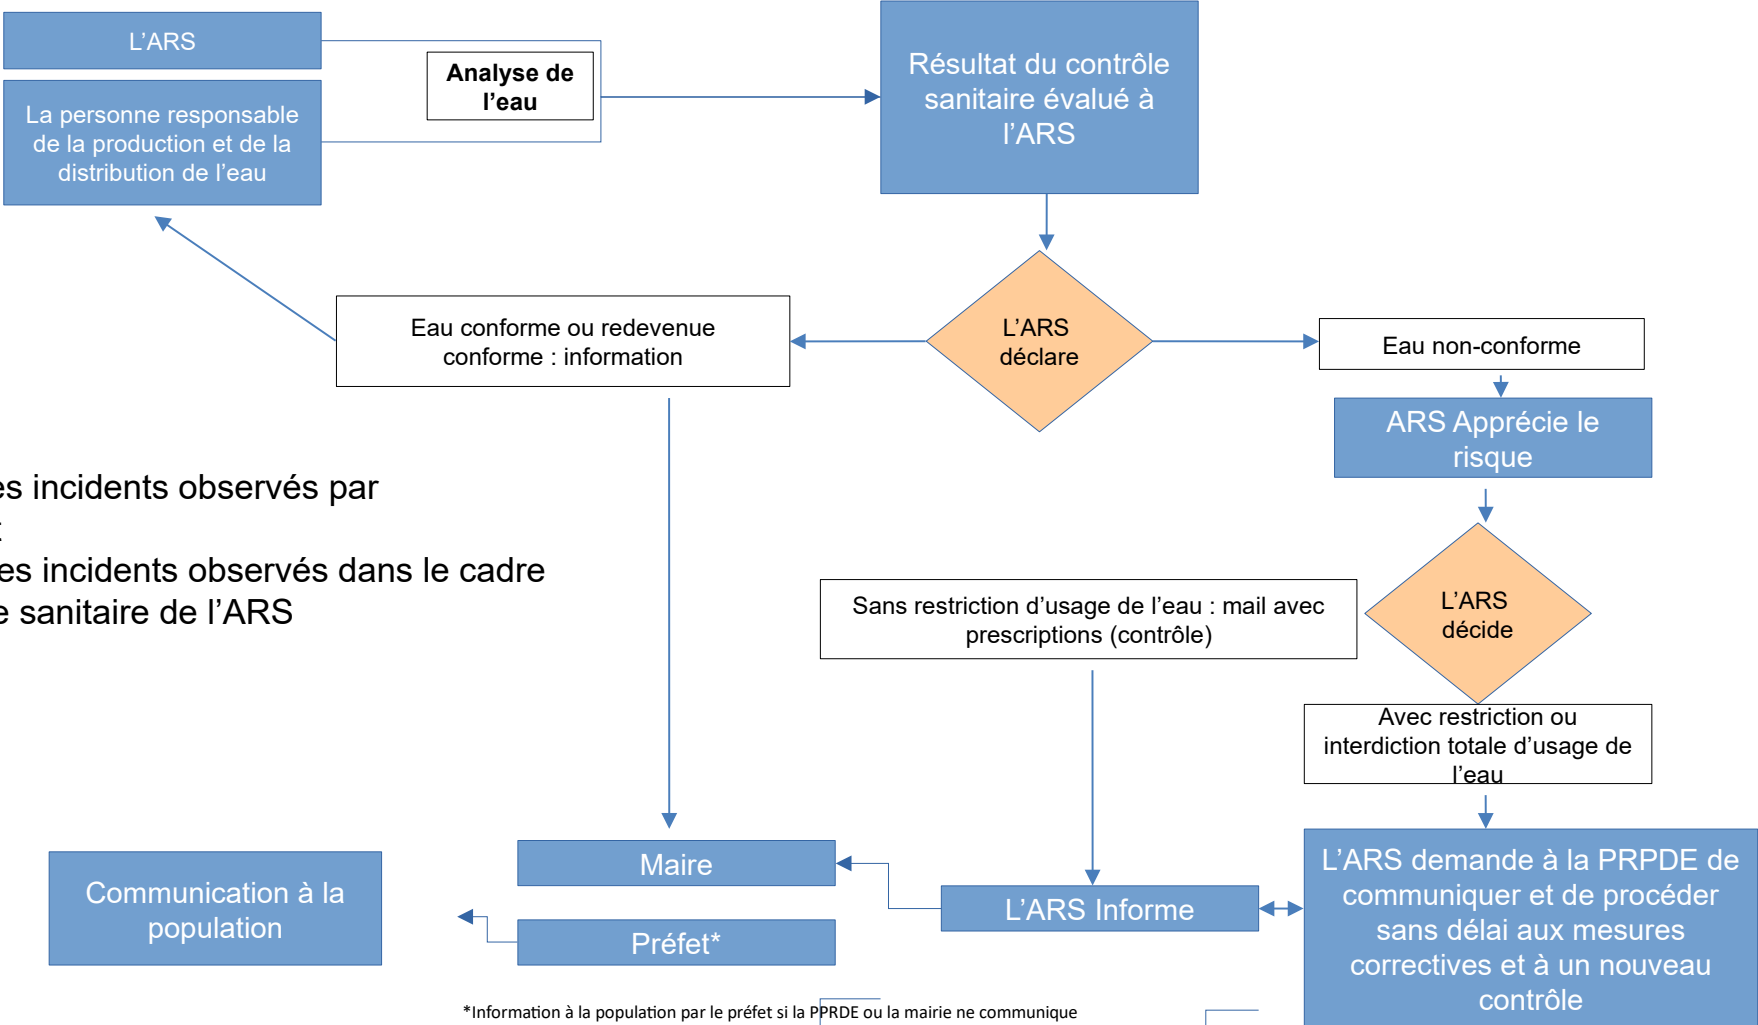 L’ARS
La personne responsable
de la production et de la
distribution de l’eau
Analyse de
l’eau
Résultat du contrôle
sanitaire évalué à
l’ARS
L’ARS
déclare
Eau conforme ou redevenue
conforme : information
Eau non-conforme
ARS Apprécie le
risque
es incidents observés par
:
es incidents observés dans le cadre
e sanitaire de l’ARS
Sans restriction d’usage de l’eau : mail avec
prescriptions (contrôle)
L’ARS
décide
Avec restriction ou
interdiction totale d’usage de
l’eau
Communication à la
population
Maire
Préfet*
L’ARS Informe
L’ARS demande à la PRPDE de
communiquer et de procéder
sans délai aux mesures
correctives et à un nouveau
contrôle
*Information à la population par le préfet si la PPRDE ou la mairie ne communique